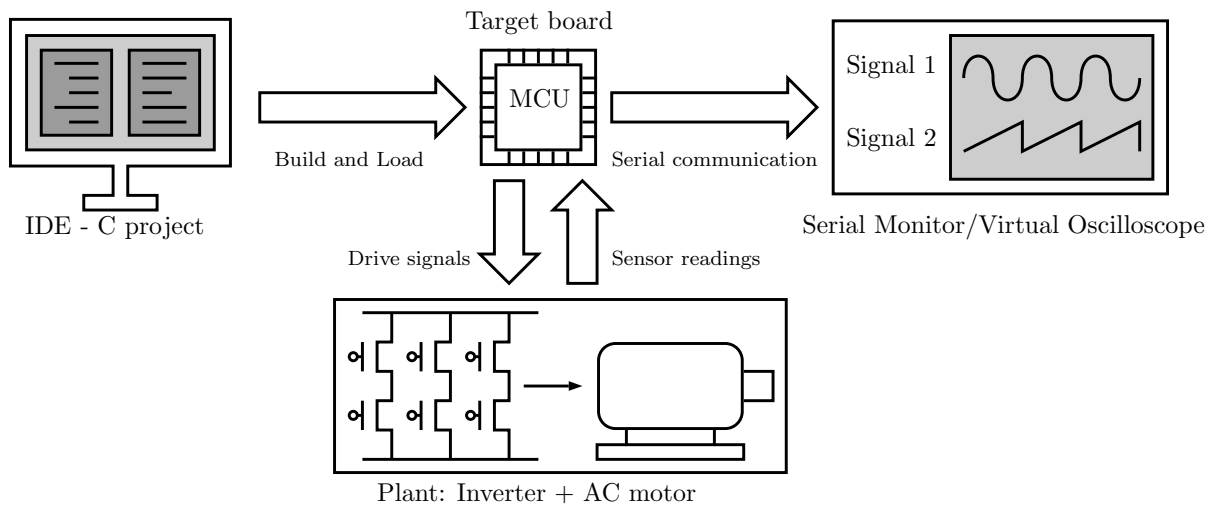 Target board
MCU
Signal 1
Signal 2
Build and Load
Serial communication
IDE - C project
Serial Monitor/Virtual Oscilloscope
Drive signals
Sensor readings
Plant: Inverter + AC motor